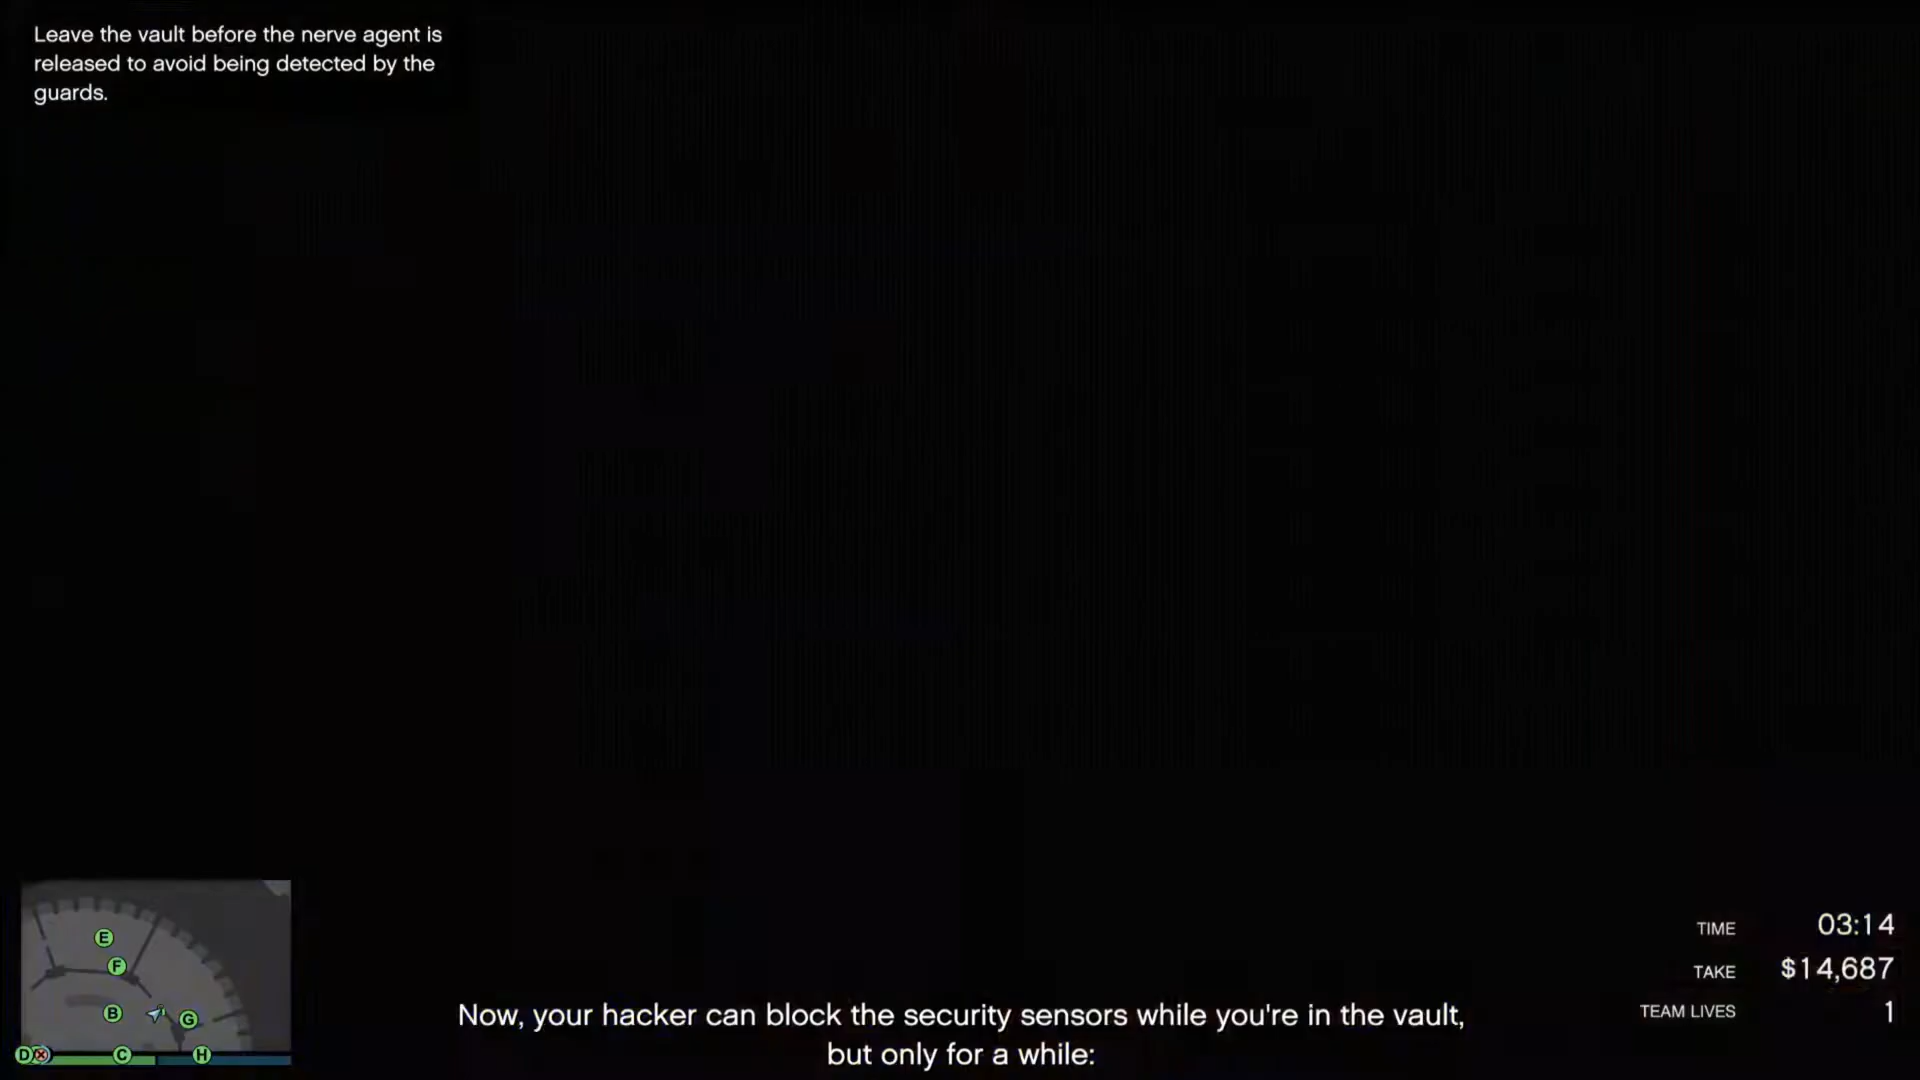 Leave the vault before the nerve agent is
released to avoid being detected by the
guards.
E
F
B
G
D
C
H
TIME 03:14
TAKE $14,687
TEAM LIVES 1
Now, your hacker can block the security sensors while you're in the vault,
but only for a while: